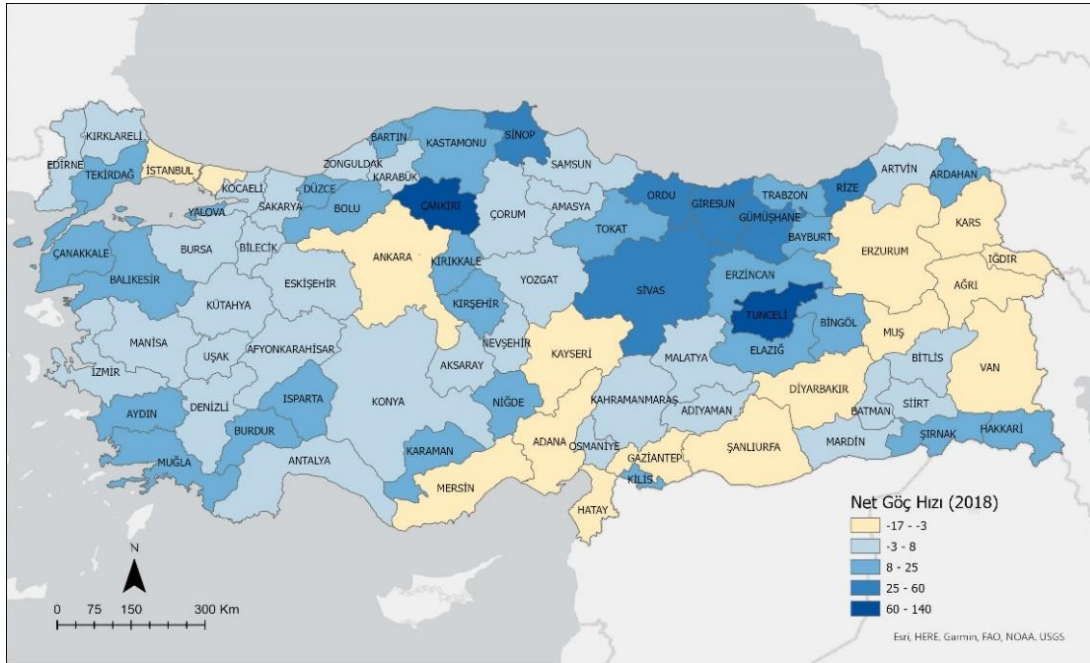 KIRKLARELİ
EDİRNE
TEKİRDAĞ
İSTANBUL
KOCAELİ
YALOVA
SAKARYA
DÜZCE
BOLU
ZONGULDAK
BARTIN
KARABÜK
KASTAMONU
SİNOP
ÇANKIRI
SAMSUN
ÇORUM
AMASYA
ORDU
GİRESUN
TOKAT
TRABZON
GÜMÜŞHANE
BAYBURT
RİZE
ARTVİN
ARDAHAN
KARS
IĞDIR
ERZURUM
AĞRI
ÇANAKKALE
BALIKESİR
BURSA
BİLECİK
ESKİŞEHİR
KÜTAHYA
ANKARA
KIRIKKALE
KIRŞEHİR
YOZGAT
SİVAS
ERZİNCAN
TUNCELİ
BİNGÖL
ELAZIĞ
MUŞ
BİTLİS
VAN
MANİSA
UŞAK
AFYONKARAHİSAR
İZMİR
AYDIN
DENİZLİ
ISPARTA
BURDUR
MUĞLA
ANTALYA
KONYA
AKSARAY
NEVŞEHİR
KAYSERİ
NİĞDE
KARAMAN
MERSİN
ADANA
OSMANİYE
KAHRAMANMARAŞ
MALATYA
ADIYAMAN
GAZİANTEP
KİLİS
HATAY
ŞANLIURFA
DİYARBAKIR
BATMAN
SİİRT
MARDİN
ŞIRNAK
HAKKARİ
N
0 75 150 300 Km
Net Göç Hızı (2018)
-17 - -3
-3 - 8
8 - 25
25 - 60
60 - 140
Esri, HERE, Garmin, FAO, NOAA, USGS